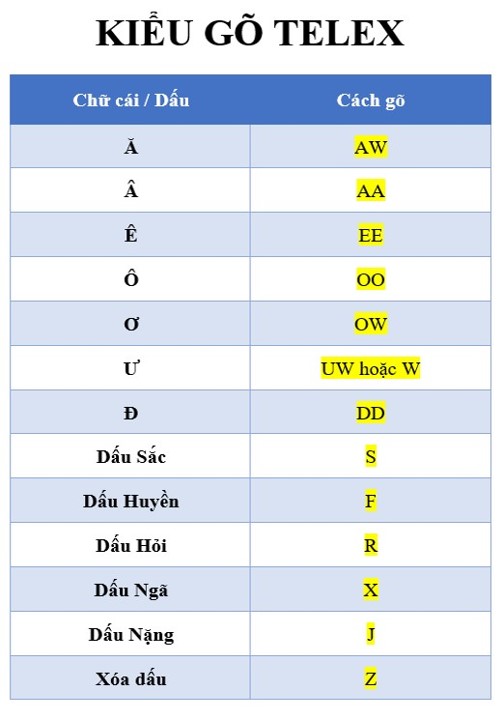 KIỂU GÕ TELEX
Chữ cái / Dấu Cách gõ
Ă AW
Â AA
Ê EE
Ô OO
Ơ OW
Ư UW hoặc W
Đ DD
Dấu Sắc S
Dấu Huyền F
Dấu Hỏi R
Dấu Ngã X
Dấu Nặng J
Xóa dấu Z